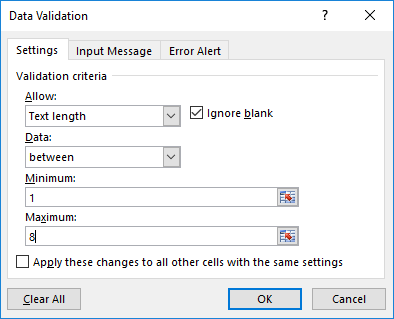 Data Validation ?
Settings Input Message Error Alert
Validation criteria
Allow:
Text length Ignore blank
Data:
between
Minimum:
1
Maximum:
8
Apply these changes to all other cells with the same settings
Clear All OK Cancel